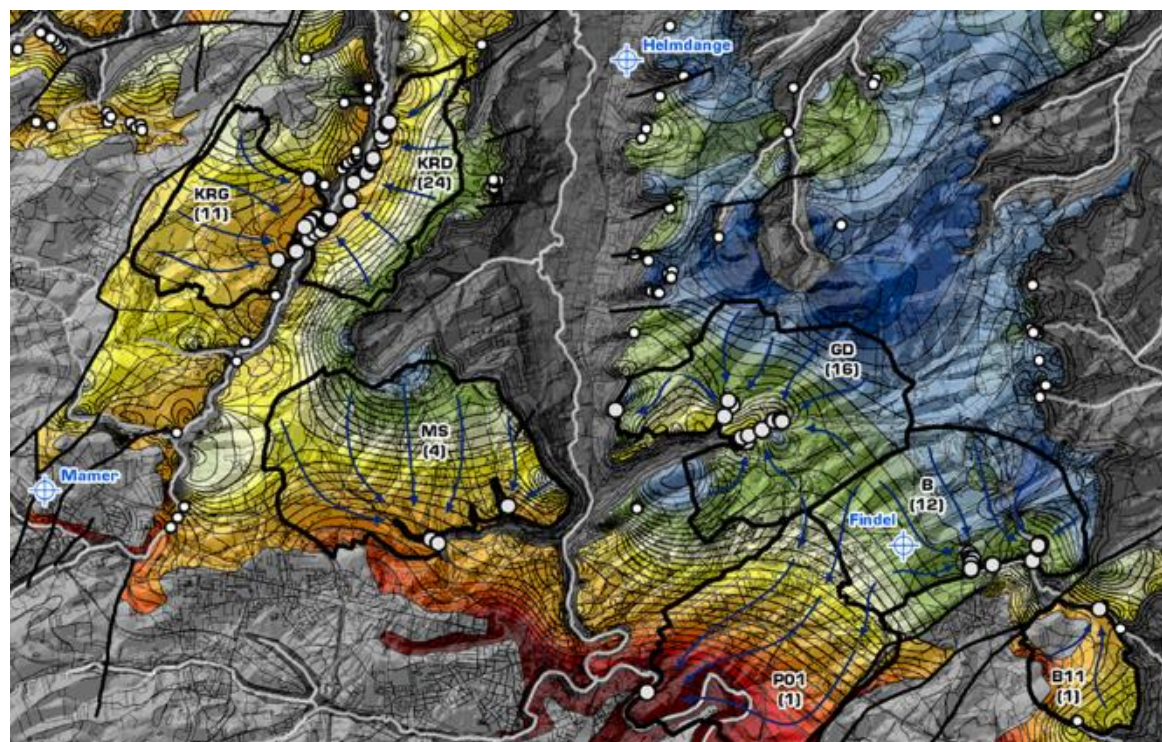 Helmdange
KRD
(24)
KRG
(11)
GD
(16)
MS
(4)
Mamer
B
(12)
Findel
P01
(1)
B11
(1)